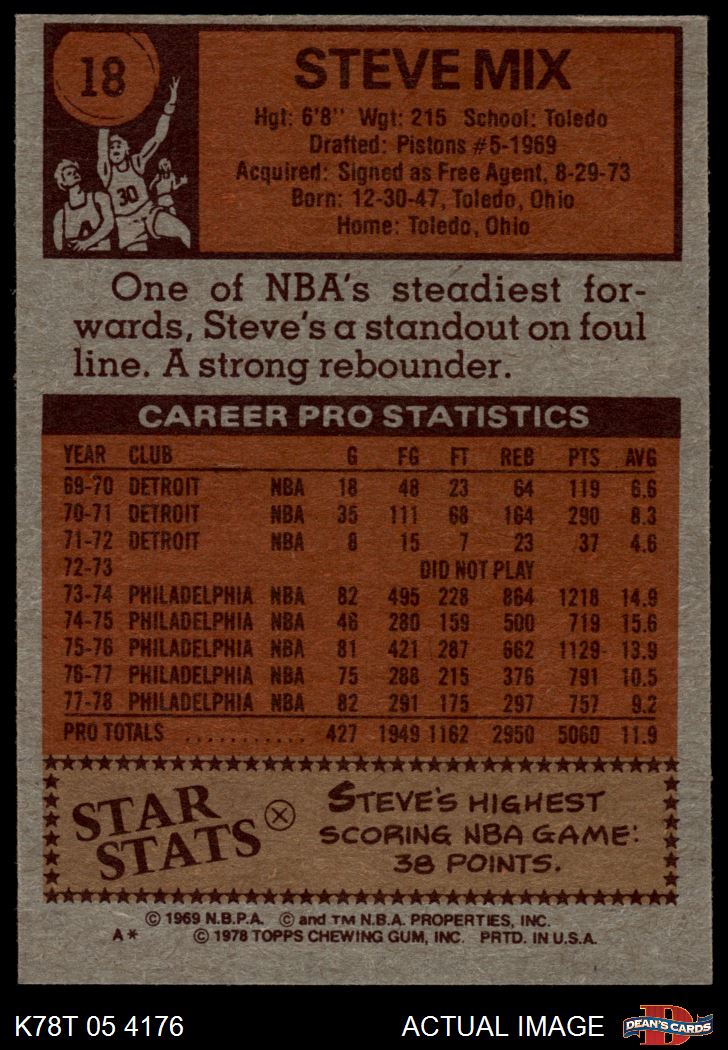 18
30
STEVE MIX
Hgt: 6'8" Wgt: 215 School: Toledo
Drafted: Pistons #5-1969
Acquired: Signed as Free Agent, 8-29-73
Born: 12-30-47, Toledo, Ohio
Home: Toledo, Ohio
One of NBA's steadiest for-
wards, Steve's a standout on foul
line. A strong rebounder.
CAREER PRO STATISTICS
YEAR CLUB G FG FT REB PTS AVG
69-70 DETROIT NBA 18 48 23 64 119 6.6
70-71 DETROIT NBA 35 111 68 164 290 8.3
71-72 DETROIT NBA 8 15 7 23 37 4.6
72-73 DID NOT PLAY
73-74 PHILADELPHIA NBA 82 495 228 864 1218 14.9
74-75 PHILADELPHIA NBA 46 280 159 500 719 15.6
75-76 PHILADELPHIA NBA 81 421 287 662 1129 13.9
76-77 PHILADELPHIA NBA 75 288 215 376 791 10.5
77-78 PHILADELPHIA NBA 82 291 175 297 757 9.2
PRO TOTALS ........... 427 1949 1162 2950 5060 11.9
STAR
STATS
STEVE'S HIGHEST
SCORING NBA GAME:
38 POINTS.
© 1969 N.B.P.A. © and TM N.B.A. PROPERTIES, INC.
A* © 1978 TOPPS CHEWING GUM, INC. PRTD. IN U.S.A.
K78T 05 4176 ACTUAL IMAGE
D
DEAN'S CARDS